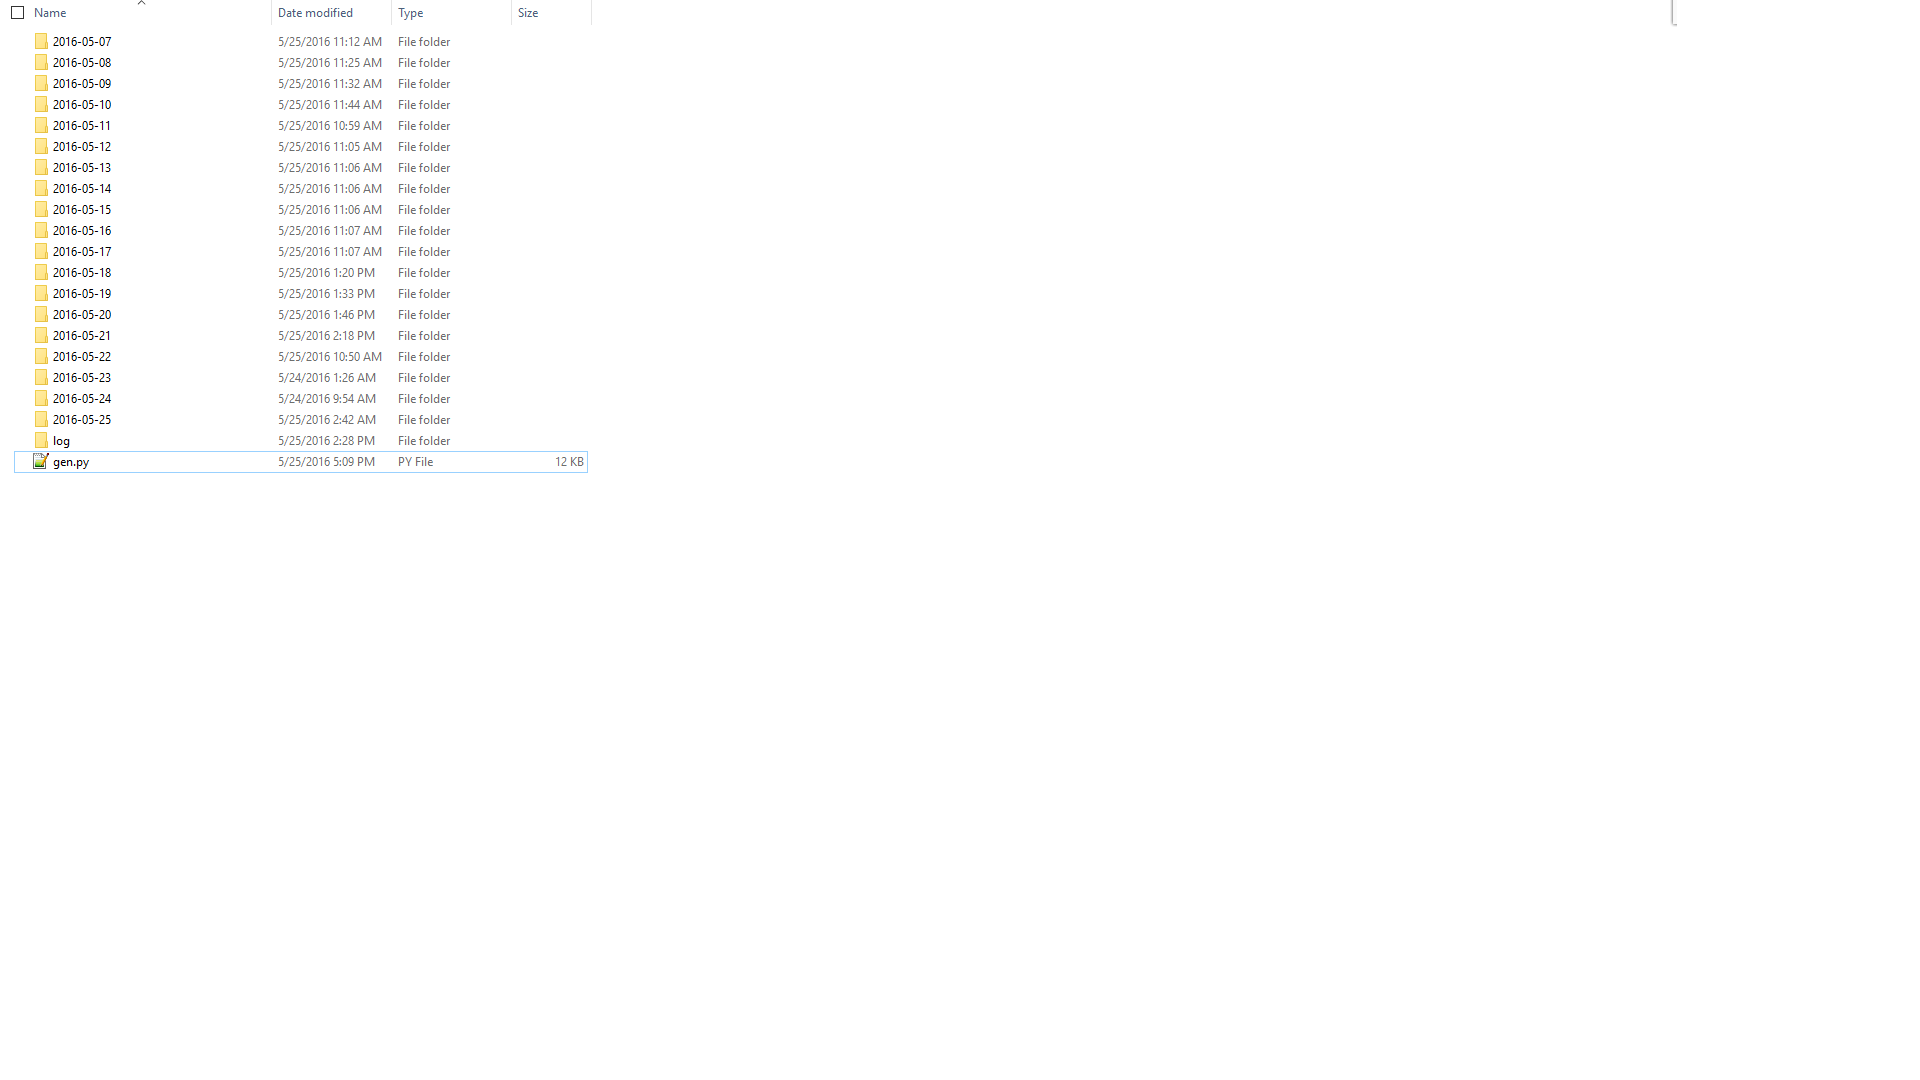 Name Date modified Type Size
2016-05-07 5/25/2016 11:12 AM File folder
2016-05-08 5/25/2016 11:25 AM File folder
2016-05-09 5/25/2016 11:32 AM File folder
2016-05-10 5/25/2016 11:44 AM File folder
2016-05-11 5/25/2016 10:59 AM File folder
2016-05-12 5/25/2016 11:05 AM File folder
2016-05-13 5/25/2016 11:06 AM File folder
2016-05-14 5/25/2016 11:06 AM File folder
2016-05-15 5/25/2016 11:06 AM File folder
2016-05-16 5/25/2016 11:07 AM File folder
2016-05-17 5/25/2016 11:07 AM File folder
2016-05-18 5/25/2016 1:20 PM File folder
2016-05-19 5/25/2016 1:33 PM File folder
2016-05-20 5/25/2016 1:46 PM File folder
2016-05-21 5/25/2016 2:18 PM File folder
2016-05-22 5/25/2016 10:50 AM File folder
2016-05-23 5/24/2016 1:26 AM File folder
2016-05-24 5/24/2016 9:54 AM File folder
2016-05-25 5/25/2016 2:42 AM File folder
log 5/25/2016 2:28 PM File folder
gen.py 5/25/2016 5:09 PM PY File 12 KB